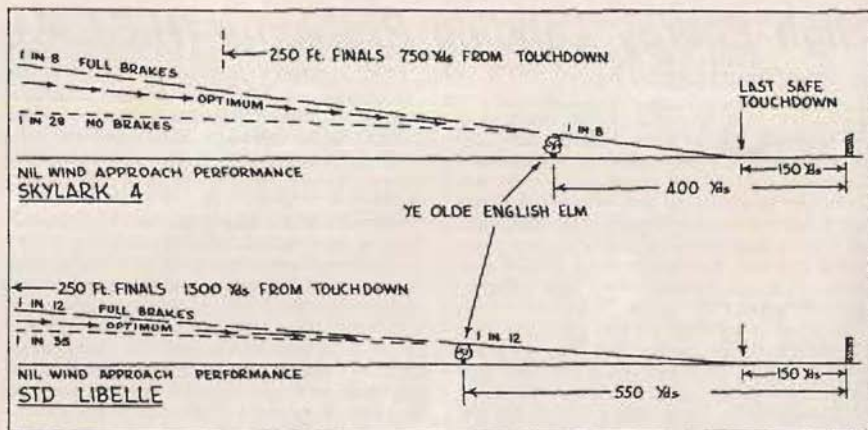 250 Ft. FINALS 750 Yds FROM TOUCHDOWN
1 IN 8 FULL BRAKES
OPTIMUM
1 IN 28 NO BRAKES
1 IN 8
LAST SAFE
TOUCHDOWN
NIL WIND APPROACH PERFORMANCE
SKYLARK 4
150 Yds
400 Yds
YE OLDE ENGLISH ELM
250 Ft. FINALS 1300 Yds FROM TOUCHDOWN
1 IN 12 FULL BRAKES
OPTIMUM
1 IN 35
1 IN 12
NIL WIND APPROACH PERFORMANCE
STD LIBELLE
150 Yds
550 Yds